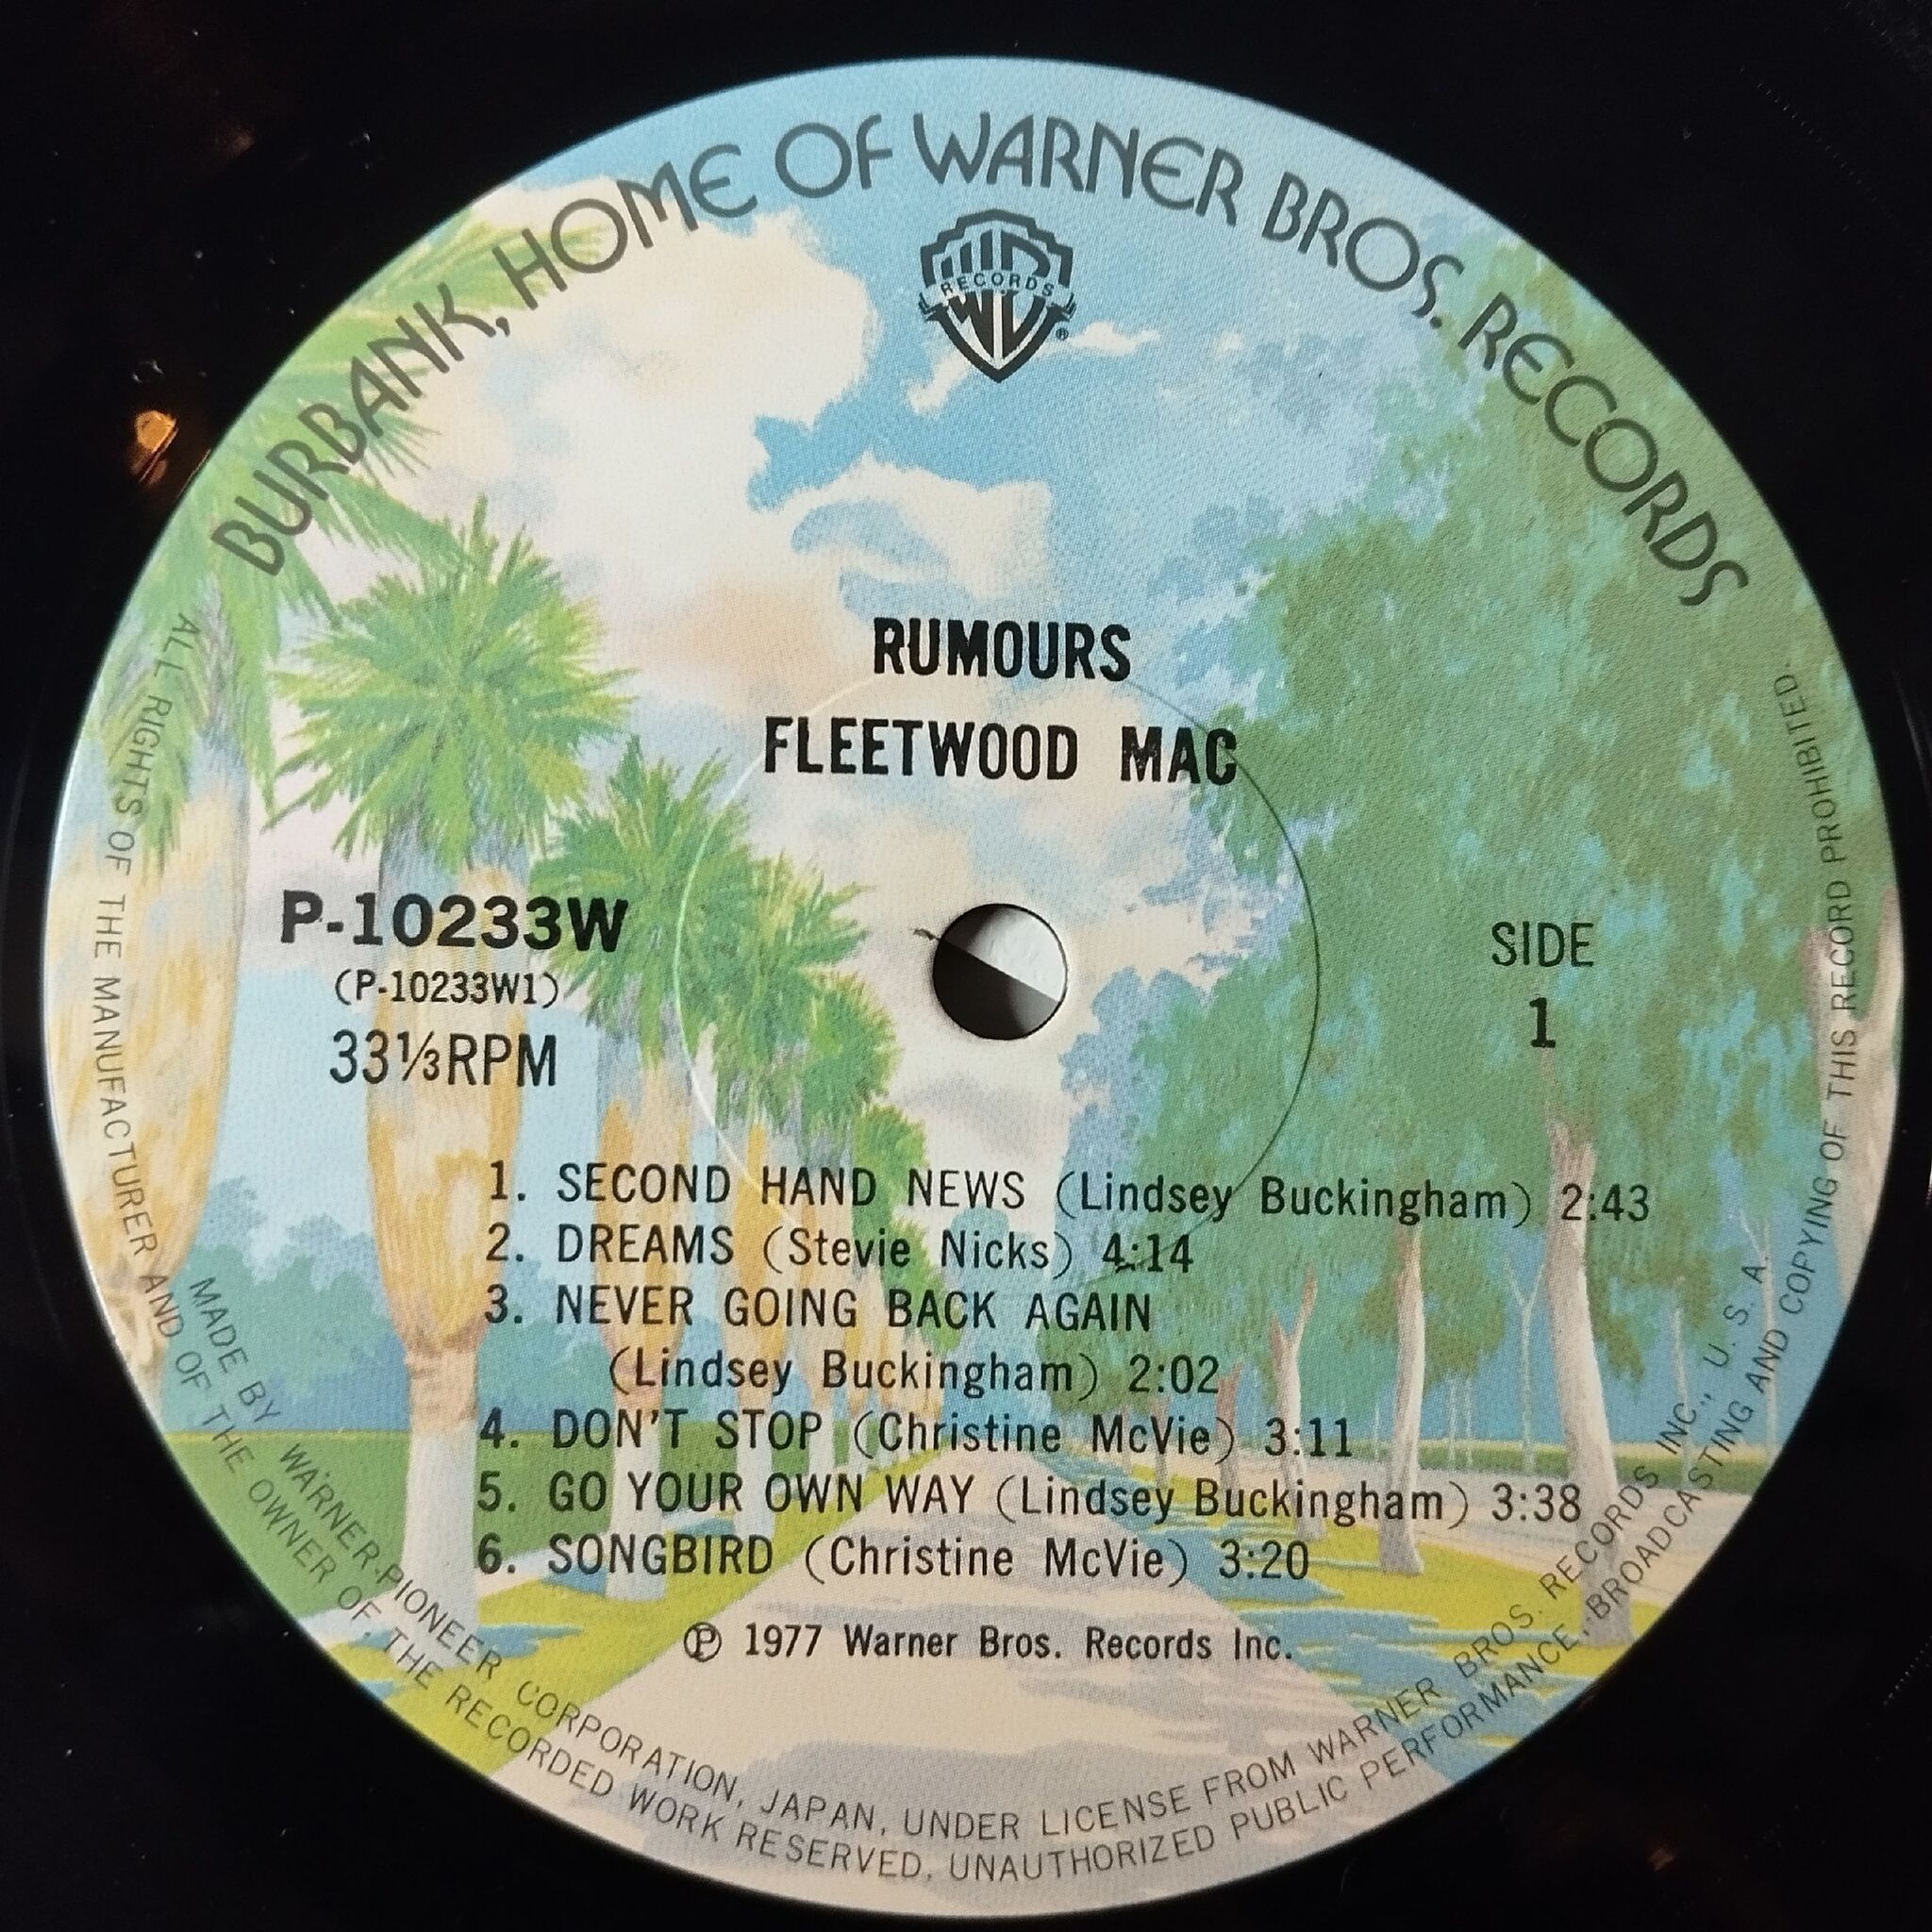 BURBANK, HOME OF WARNER BROS. RECORDS
RECORDS
®
RUMOURS
FLEETWOOD MAC
P-10233W
(P-10233W1)
33⅓RPM
SIDE
1
1. SECOND HAND NEWS (Lindsey Buckingham) 2:43
2. DREAMS (Stevie Nicks) 4:14
3. NEVER GOING BACK AGAIN
(Lindsey Buckingham) 2:02
4. DON'T STOP (Christine McVie) 3:11
5. GO YOUR OWN WAY (Lindsey Buckingham) 3:38
6. SONGBIRD (Christine McVie) 3:20
℗ 1977 Warner Bros. Records Inc.
MADE BY WARNER-PIONEER CORPORATION, JAPAN, UNDER LICENSE FROM WARNER BROS. RECORDS INC., U. S. A.
ALL RIGHTS OF THE MANUFACTURER AND OF THE OWNER OF, THE RECORDED WORK RESERVED, UNAUTHORIZED PUBLIC PERFORMANCE, BROADCASTING AND COPYING OF THIS RECORD PROHIBITED.